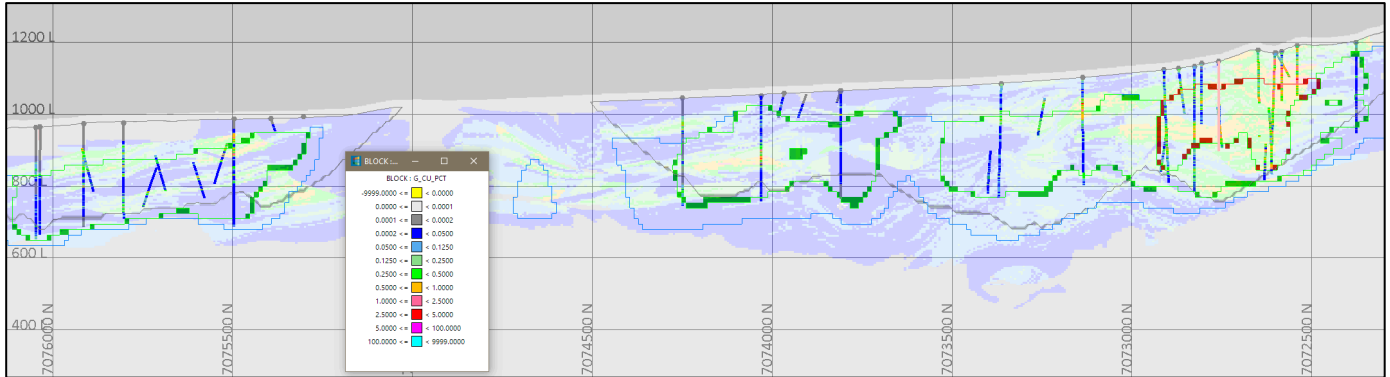 1200 L
1000 L
800 L
600 L
400 L
7076000 N
7075500 N
7074500 N
7074000 N
7073500 N
7073000 N
7072500 N
BLOCK :...
BLOCK : G_CU_PCT
-9999.0000 <= < 0.0000
0.0000 <= < 0.0001
0.0001 <= < 0.0002
0.0002 <= < 0.0500
0.0500 <= < 0.1250
0.1250 <= < 0.2500
0.2500 <= < 0.5000
0.5000 <= < 1.0000
1.0000 <= < 2.5000
2.5000 <= < 5.0000
5.0000 <= < 100.0000
100.0000 <= < 9999.0000